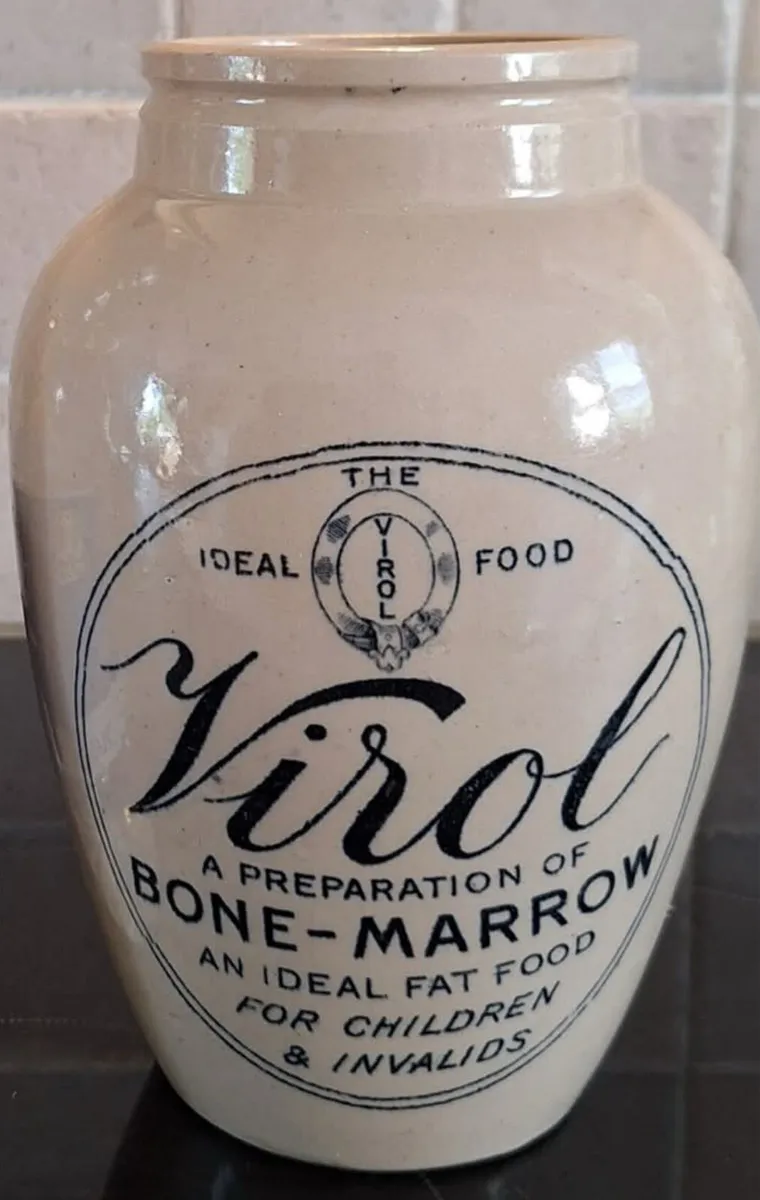 THE
IDEAL VIROL FOOD
Virol
A PREPARATION OF
BONE-MARROW
AN IDEAL FAT FOOD
FOR CHILDREN
& INVALIDS